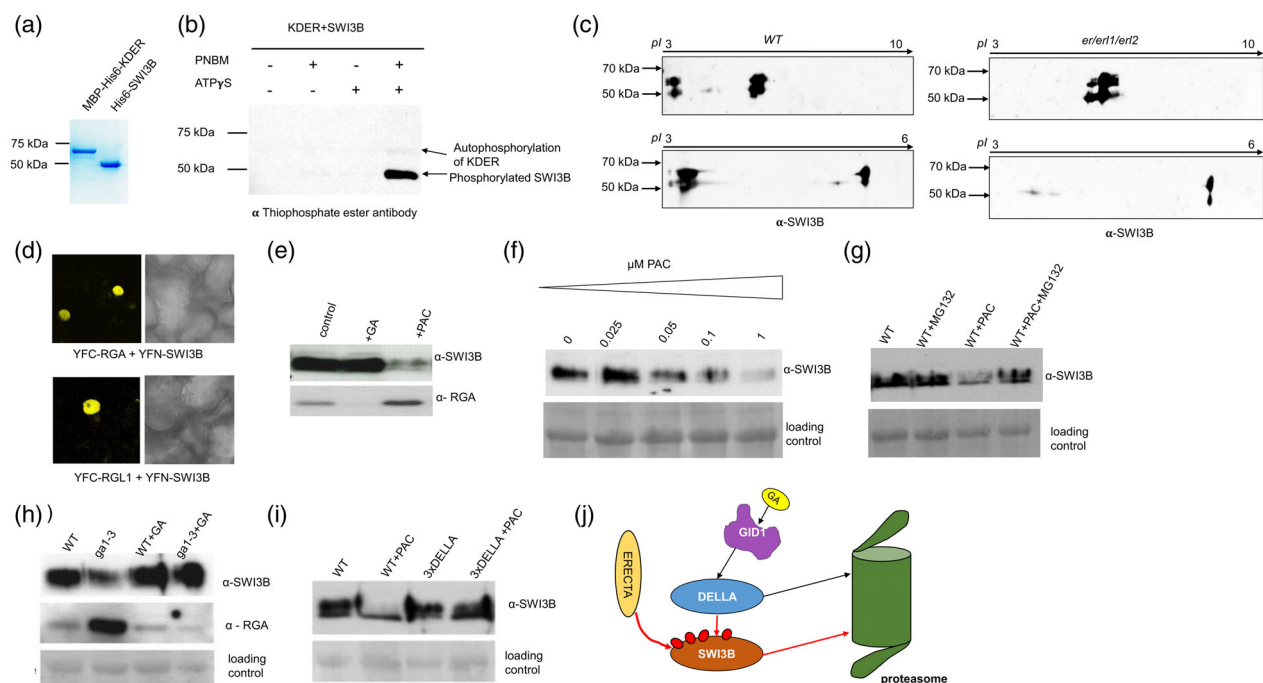 (a)
MBP-His6-KDER
His6-SWI3B
75 kDa
50 kDa
(b)
KDER+SWI3B
PNBM - + - +
ATPγS - - + +
75 kDa
50 kDa
Autophosphorylation
of KDER
Phosphorylated SWI3B
α Thiophosphate ester antibody
(c)
pI 3 WT 10
70 kDa
50 kDa
pI 3 6
70 kDa
50 kDa
α-SWI3B
pI 3 er/erl1/erl2 10
70 kDa
50 kDa
pI 3 6
70 kDa
50 kDa
α-SWI3B
(d)
YFC-RGA + YFN-SWI3B
YFC-RGL1 + YFN-SWI3B
(e)
control +GA +PAC
α-SWI3B
α- RGA
(f)
µM PAC
0 0.025 0.05 0.1 1
α-SWI3B
loading
control
(g)
WT WT+MG132 WT+PAC WT+PAC+MG132
α-SWI3B
loading
control
(h) )
WT ga1-3 WT+GA ga1-3+GA
α-SWI3B
α - RGA
loading
control
(i)
WT WT+PAC 3xDELLA 3xDELLA +PAC
α-SWI3B
loading
control
(j)
GA
GID1
ERECTA
DELLA
SWI3B
proteasome